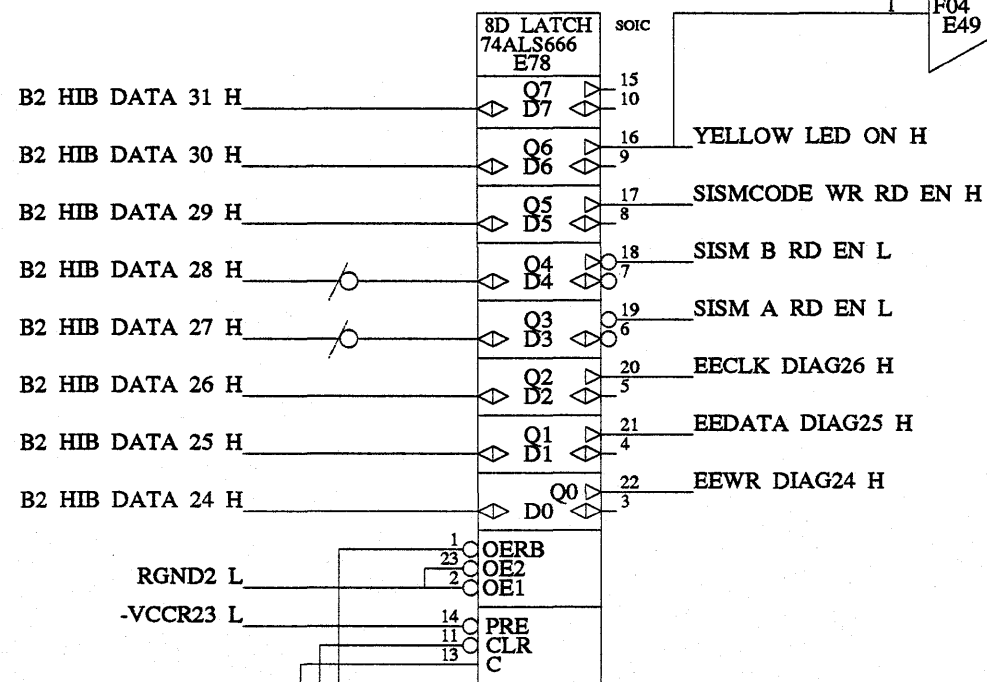 1
F04
E49
8D LATCH
SOIC
74ALS666
E78
B2 HIB DATA 31 H
Q7
15
D7
10
B2 HIB DATA 30 H
Q6
16
YELLOW LED ON H
D6
9
B2 HIB DATA 29 H
Q5
17
SISMCODE WR RD EN H
D5
8
B2 HIB DATA 28 H
Q4
18
SISM B RD EN L
D4
7
B2 HIB DATA 27 H
Q3
19
SISM A RD EN L
D3
6
B2 HIB DATA 26 H
Q2
20
EECLK DIAG26 H
D2
5
B2 HIB DATA 25 H
Q1
21
EEDATA DIAG25 H
D1
4
B2 HIB DATA 24 H
Q0
22
EEWR DIAG24 H
D0
3
1
OERB
23
OE2
RGND2 L
2
OE1
-VCCR23 L
14
PRE
11
CLR
13
C